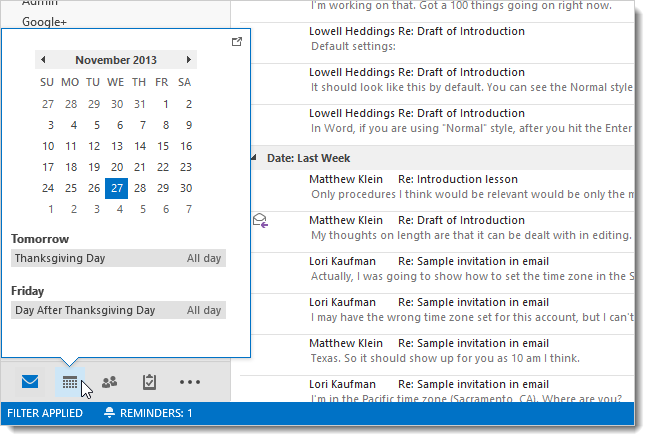 Admin
Google+
November 2013
SU MO TU WE TH FR SA
27 28 29 30 31 1 2
3 4 5 6 7 8 9
10 11 12 13 14 15 16
17 18 19 20 21 22 23
24 25 26 27 28 29 30
1 2 3 4 5 6 7
Tomorrow
Thanksgiving Day All day
Friday
Day After Thanksgiving Day All day
I'm working on that. Got a 100 things going on right now.
Lowell Heddings Re: Draft of Introduction
Default settings:
Lowell Heddings Re: Draft of Introduction
It should look like this by default. You can see the Normal style
Lowell Heddings Re: Draft of Introduction
In Word, if you are using "Normal" style, after you hit the Enter
Date: Last Week
Matthew Klein Re: Introduction lesson
Only procedures I think would be relevant would be only the m
Matthew Klein Re: Draft of Introduction
My thoughts on length are that it can be dealt with in editing.
Lori Kaufman Re: Sample invitation in email
Actually, I was going to show how to set the time zone in the S
Lori Kaufman Re: Sample invitation in email
I may have the wrong time zone set for this account, but I can't
Matthew Klein Re: Sample invitation in email
Texas. So it should show up for you as 10 am I think.
Lori Kaufman Re: Sample invitation in email
I'm in the Pacific time zone (Sacramento, CA). Where are you?
FILTER APPLIED REMINDERS: 1